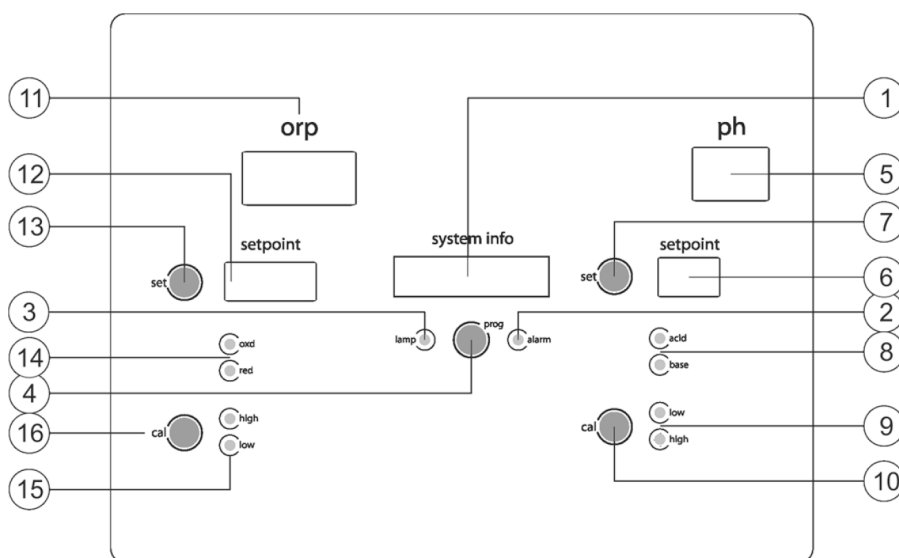 11
1
orp
ph
12
5
13
7
setpoint
system info
setpoint
set
set
6
3
prog
2
lamp
alarm
oxd
acid
14
8
red
base
4
high
low
16
cal
cal
9
low
high
15
10